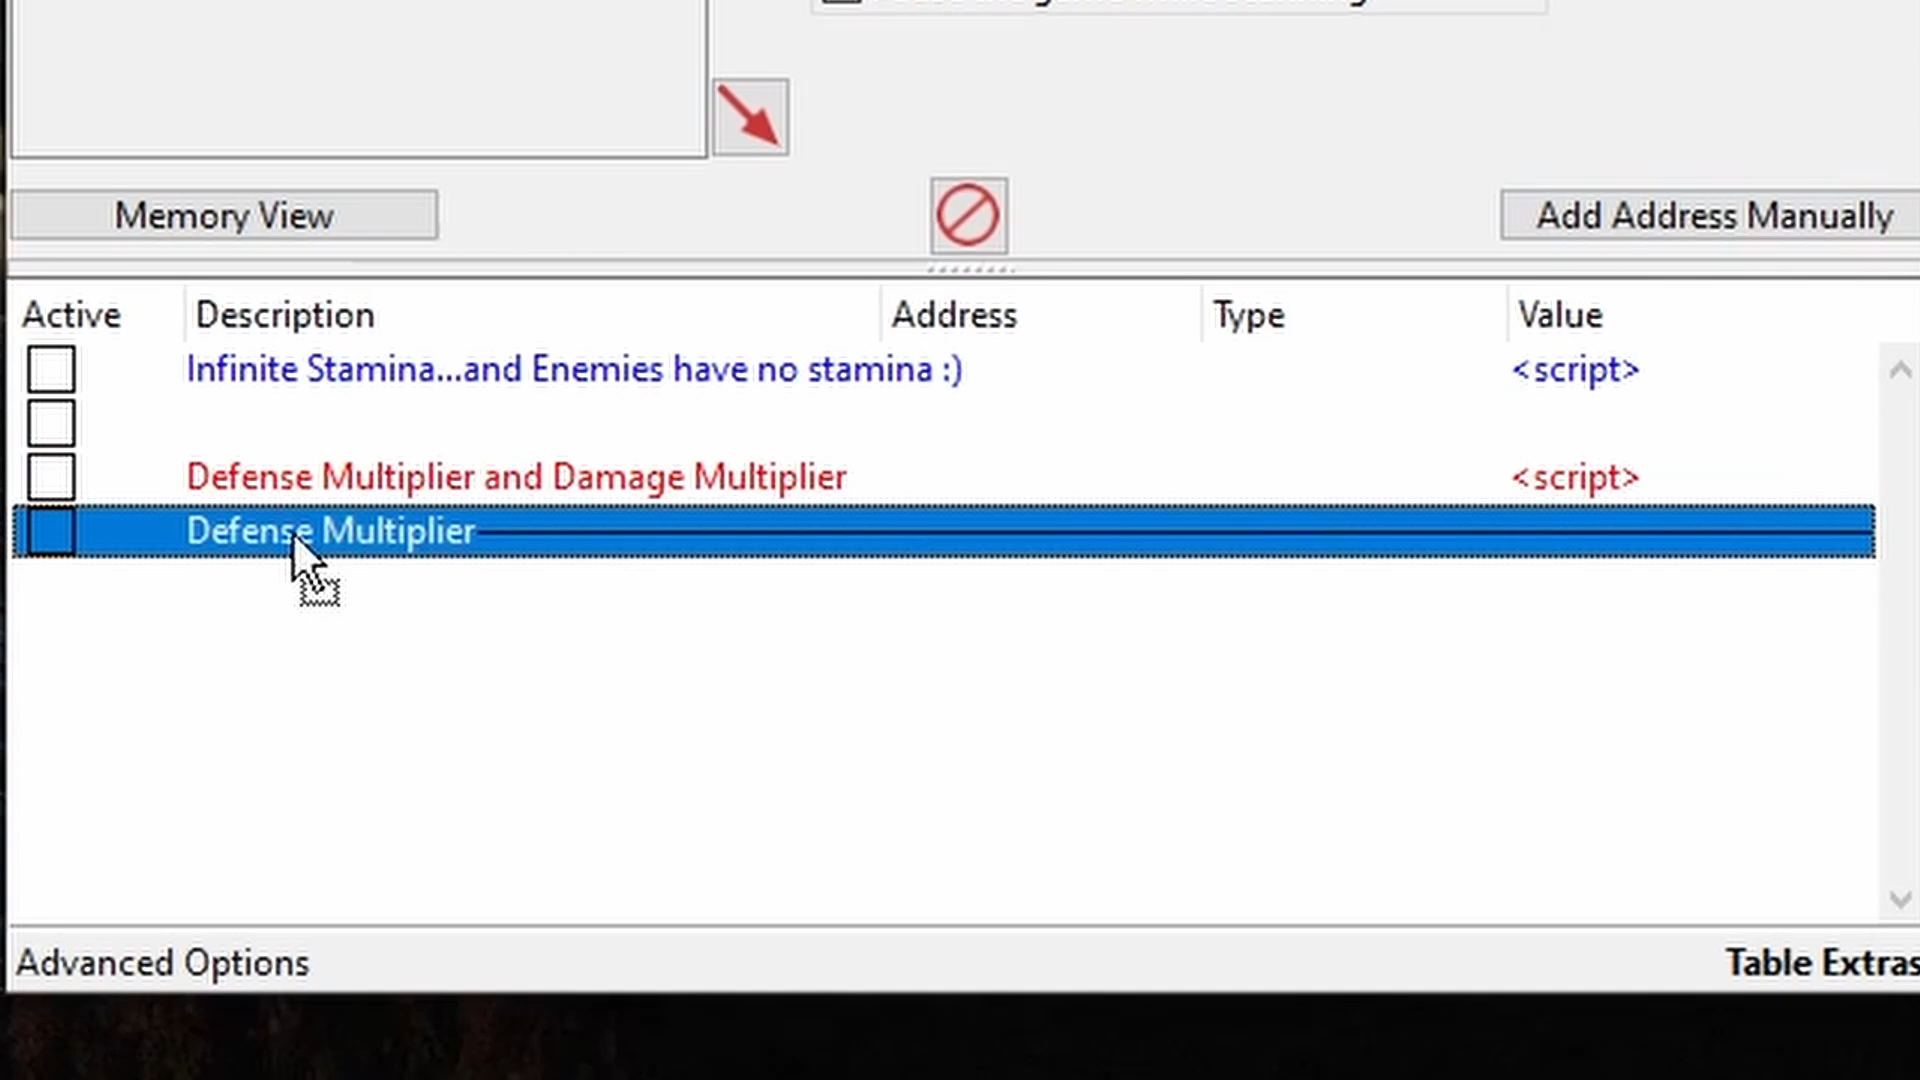 Memory View
Add Address Manually
Active Description Address Type Value
Infinite Stamina...and Enemies have no stamina :) <script>
Defense Multiplier and Damage Multiplier <script>
Defense Multiplier
Advanced Options Table Extras